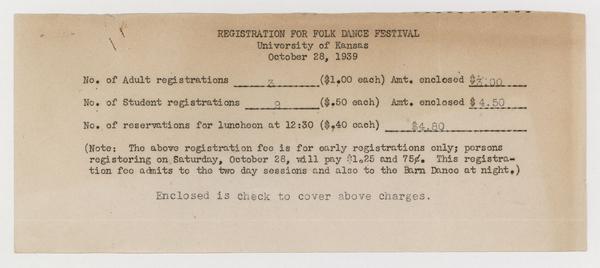 REGISTRATION FOR FOLK DANCE FESTIVAL
University of Kansas
October 28, 1939
No. of Adult registrations 3 ($1.00 each) Amt. enclosed $3.00
No. of Student registrations 9 ($.50 each) Amt. enclosed $4.50
No. of reservations for luncheon at 12:30 ($.40 each) $4.80
(Note: The above registration fee is for early registrations only; persons
registering on Saturday, October 28, will pay $1.25 and 75¢. This registra-
tion fee admits to the two day sessions and also to the Barn Dance at night.)
Enclosed is check to cover above charges.